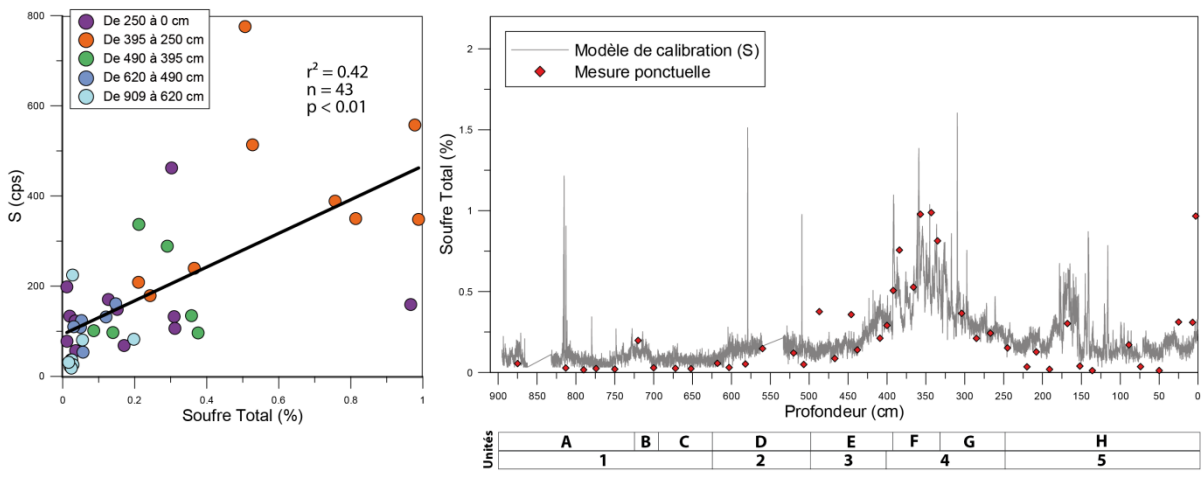 De 250 à 0 cm
De 395 à 250 cm
De 490 à 395 cm
De 620 à 490 cm
De 909 à 620 cm
r² = 0.42
n = 43
p < 0.01
800
600
400
200
0
S (cps)
0 0.2 0.4 0.6 0.8 1
Soufre Total (%)
Modèle de calibration (S)
Mesure ponctuelle
2
1.5
1
0.5
0
Soufre Total (%)
900 850 800 750 700 650 600 550 500 450 400 350 300 250 200 150 100 50 0
Profondeur (cm)
Unités
A B C D E F G H
1 2 3 4 5